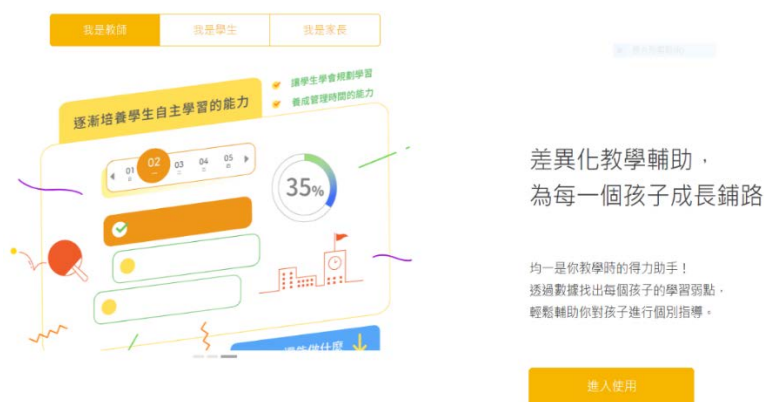 我是教師
我是學生
我是家長
讓學生學會規劃學習
養成管理時間的能力
逐漸培養學生自主學習的能力
01
02
03
04
05
一
35%
差異化教學輔助，
為每一個孩子成長鋪路
均一是你教學時的得力助手！
透過數據找出每個孩子的學習弱點，
輕鬆輔助你對孩子進行個別指導。
進入使用